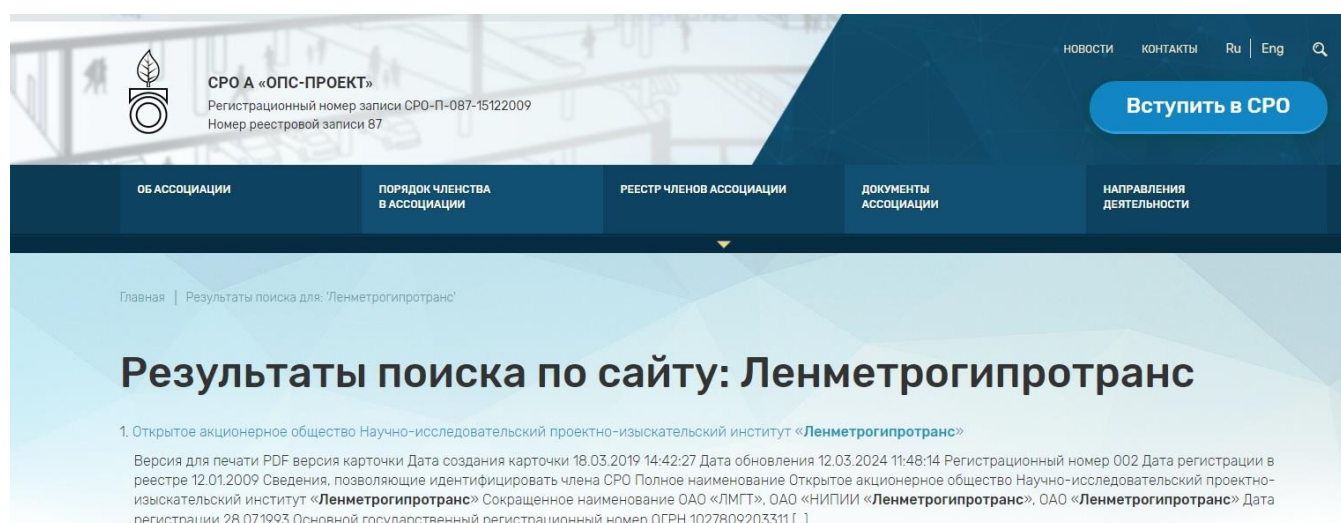 НОВОСТИ КОНТАКТЫ Ru Eng
СРО А «ОПС-ПРОЕКТ»
Регистрационный номер записи СРО-П-087-15122009
Номер реестровой записи 87
Вступить в СРО
ОБ АССОЦИАЦИИ
ПОРЯДОК ЧЛЕНСТВА
В АССОЦИАЦИИ
РЕЕСТР ЧЛЕНОВ АССОЦИАЦИИ
ДОКУМЕНТЫ
АССОЦИАЦИИ
НАПРАВЛЕНИЯ
ДЕЯТЕЛЬНОСТИ
Главная | Результаты поиска для: 'Ленметрогипротранс'
Результаты поиска по сайту: Ленметрогипротранс
1. Открытое акционерное общество Научно-исследовательский проектно-изыскательский институт «Ленметрогипротранс»
Версия для печати PDF версия карточки Дата создания карточки 18.03.2019 14:42:27 Дата обновления 12.03.2024 11:48:14 Регистрационный номер 002 Дата регистрации в
реестре 12.01.2009 Сведения, позволяющие идентифицировать члена СРО Полное наименование Открытое акционерное общество Научно-исследовательский проектно-
изыскательский институт «Ленметрогипротранс» Сокращенное наименование ОАО «ЛМГТ», ОАО «НИПИИ «Ленметрогипротранс», ОАО «Ленметрогипротранс» Дата
регистрации 28.07.1993 Основной государственный регистрационный номер ОГРН 1027809203311 [...]